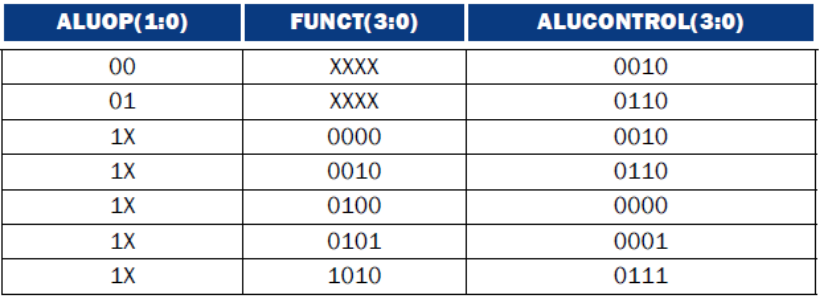 ALUOP(1:0) FUNCT(3:0) ALUCONTROL(3:0)
00 XXXX 0010
01 XXXX 0110
1X 0000 0010
1X 0010 0110
1X 0100 0000
1X 0101 0001
1X 1010 0111